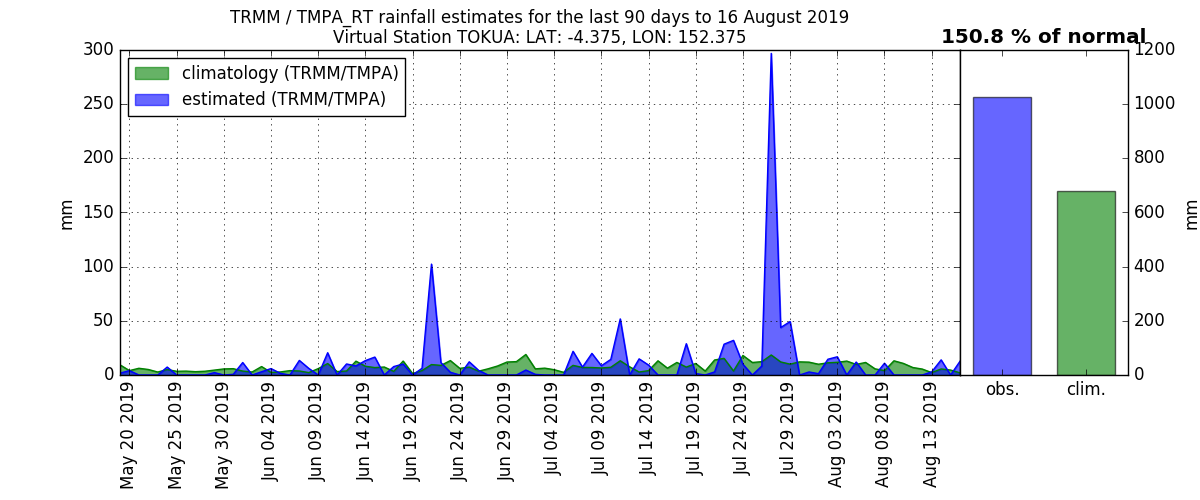 TRMM / TMPA_RT rainfall estimates for the last 90 days to 16 August 2019
Virtual Station TOKUA: LAT: -4.375, LON: 152.375
150.8 % of normal
climatology (TRMM/TMPA)
estimated (TRMM/TMPA)
300
250
200
150
100
50
0
mm
May 20 2019
May 25 2019
May 30 2019
Jun 04 2019
Jun 09 2019
Jun 14 2019
Jun 19 2019
Jun 24 2019
Jun 29 2019
Jul 04 2019
Jul 09 2019
Jul 14 2019
Jul 19 2019
Jul 24 2019
Jul 29 2019
Aug 03 2019
Aug 08 2019
Aug 13 2019
obs.
clim.
1200
1000
800
600
400
200
0
mm